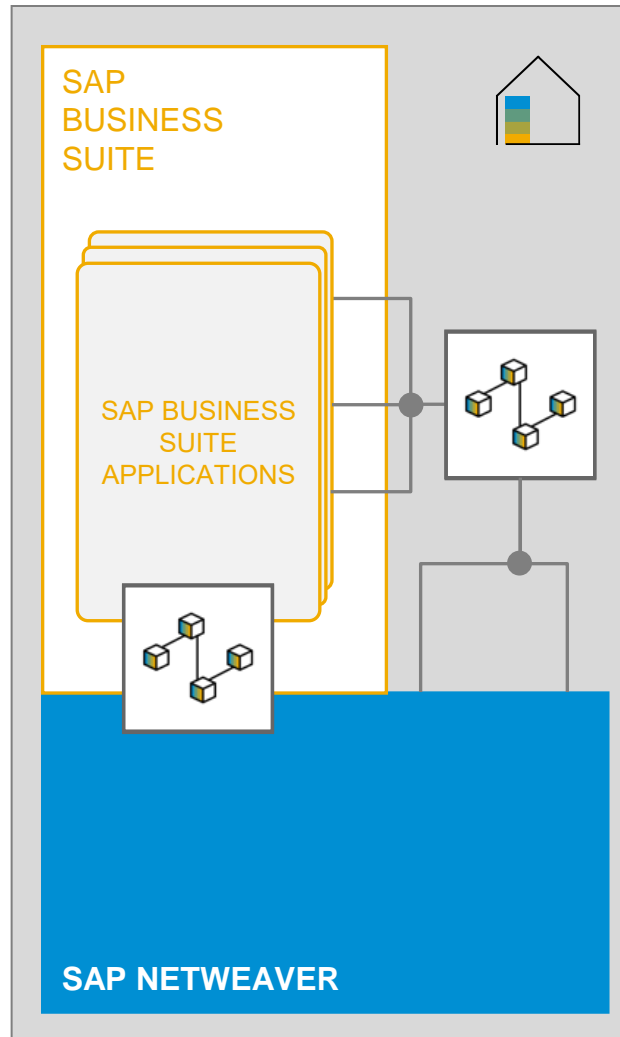 SAP
BUSINESS
SUITE
SAP BUSINESS
SUITE
APPLICATIONS
SAP NETWEAVER